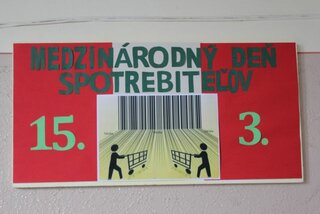 MEDZINÁRODNÝ DEŇ
SPOTREBITEĽOV
15. 3.